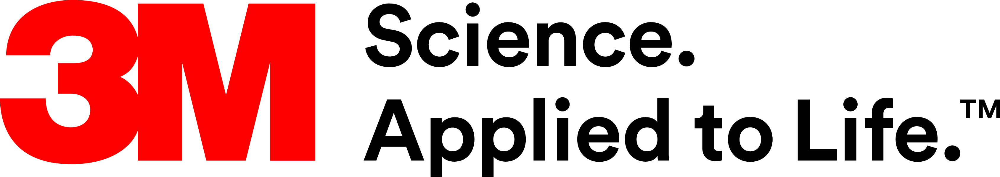 3M
Science.
Applied to Life.™